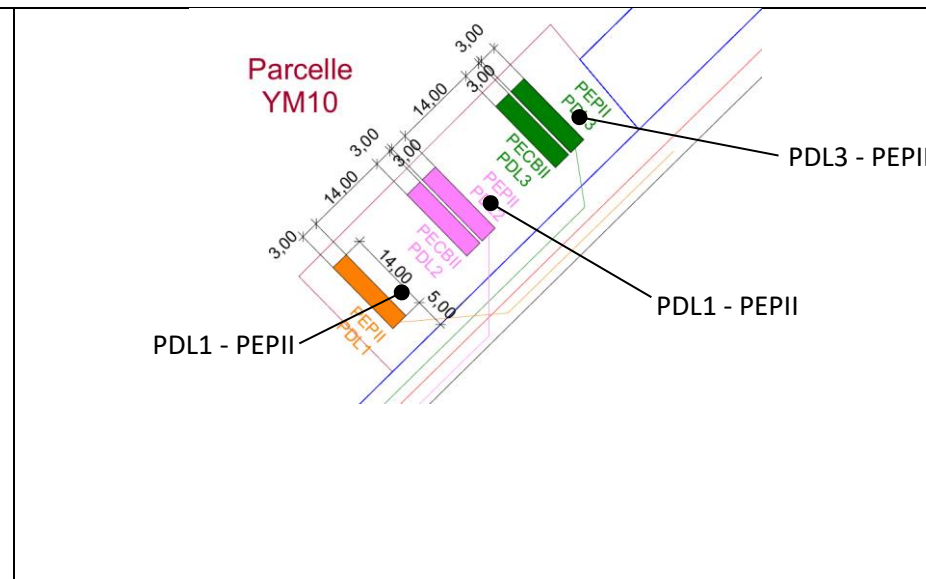 Parcelle
YM10
3,00
3,00
14,00
3,00
3,00
14,00
3,00
14,00
5,00
PEPII
PDL3
PECBII
PDL3
PEPII
PDL2
PECBII
PDL2
PEPII
PDL1
PDL3 - PEPII
PDL1 - PEPII
PDL1 - PEPII